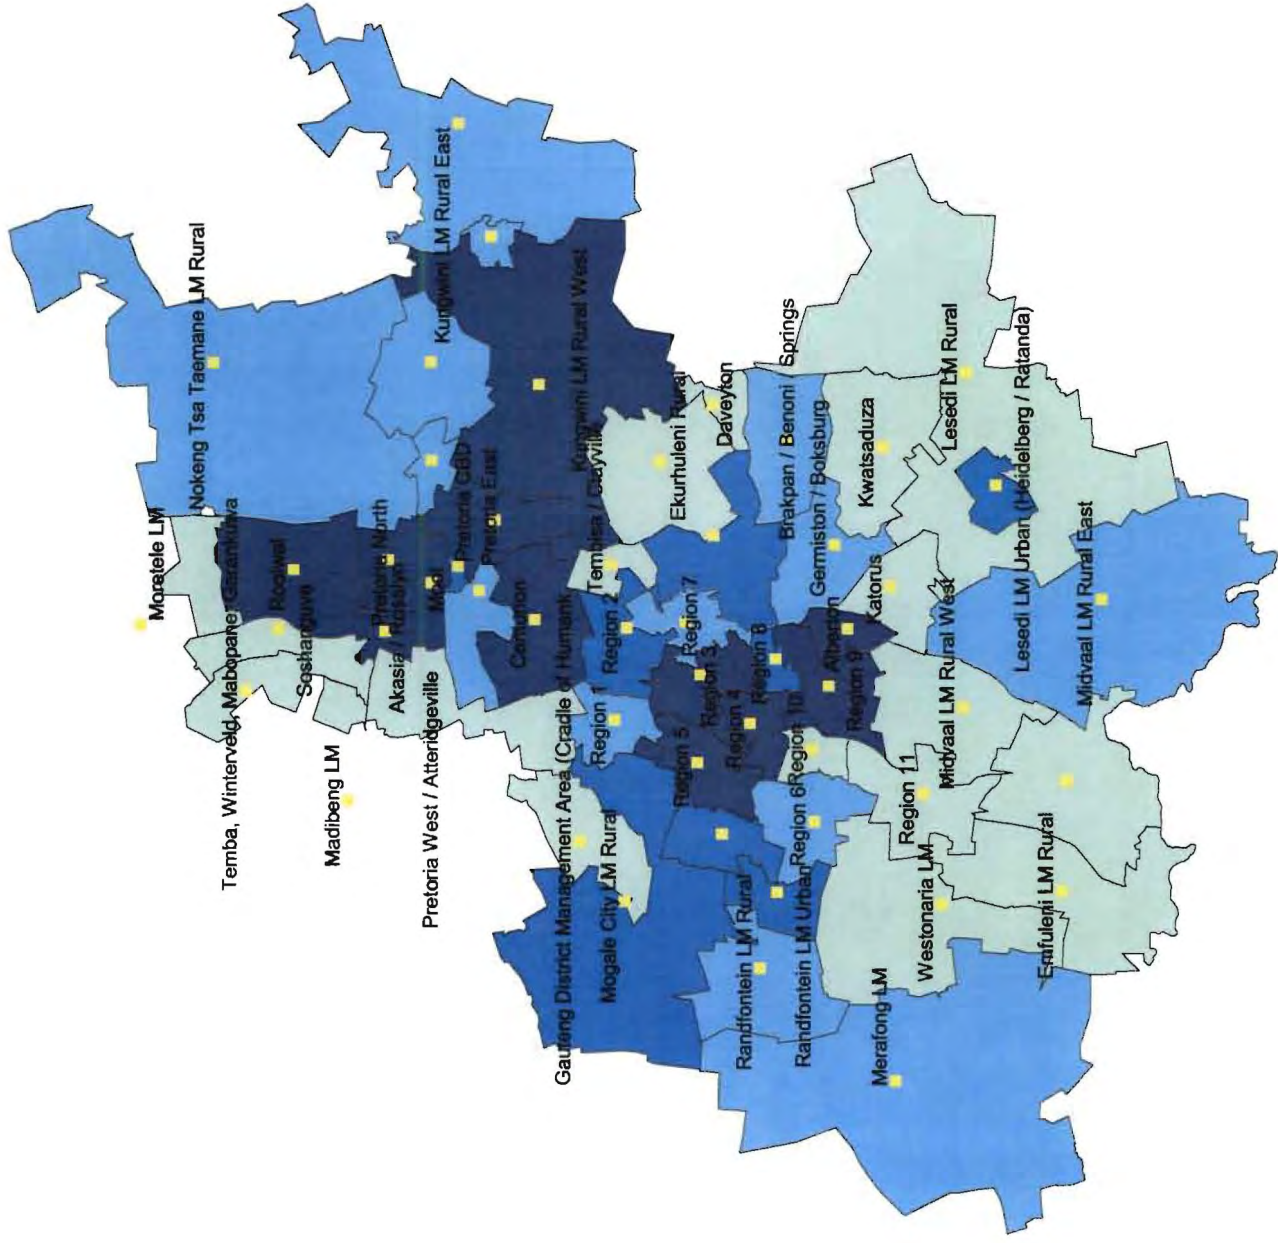 Moretele LM
Nokeng Tsa Taemane LM Rural
Temba, Winterveld, Mabopane, Garankuwa
Rooiwal
Soshanguve
Madibeng LM
Pretoria North
Akasia / Rosslyn
Pretoria West / Atteridgeville
Kungwini LM Rural East
Pretoria CBD
Pretoria East
Centurion
Gauteng District Management Area (Cradle of Humank
Kungwini LM Rural West
Tembisa / Clayville
Region 1
Region 2
Mogale City LM Rural
Ekurhuleni Rural
Region 7
Region 3
Region 5
Daveyton
Region 4
Region 8
Randfontein LM Rural
Springs
Brakpan / Benoni
Region 10
Region 6
Randfontein LM Urban
Germiston / Boksburg
Alberton
Region 9
Kwatsaduza
Katorus
Merafong LM
Region 11
Westonaria LM
Midvaal LM Rural West
Lesedi LM Rural
Lesedi LM Urban (Heidelberg / Ratanda)
Emfuleni LM Rural
Midvaal LM Rural East